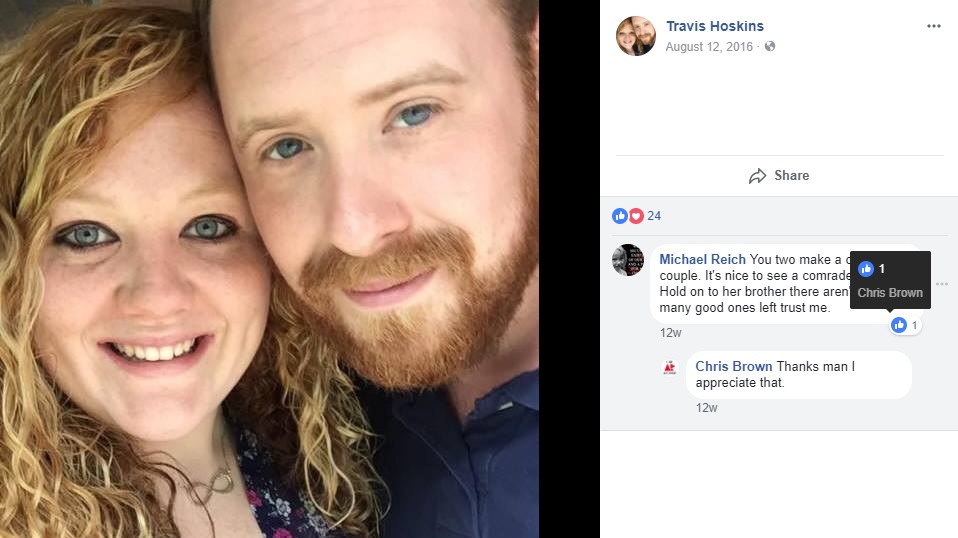 Travis Hoskins
August 12, 2016
Share
24
Michael Reich You two make a
couple. It's nice to see a comrade
Hold on to her brother there aren'
many good ones left trust me.
1
Chris Brown
1
12w
Chris Brown Thanks man I
appreciate that.
12w